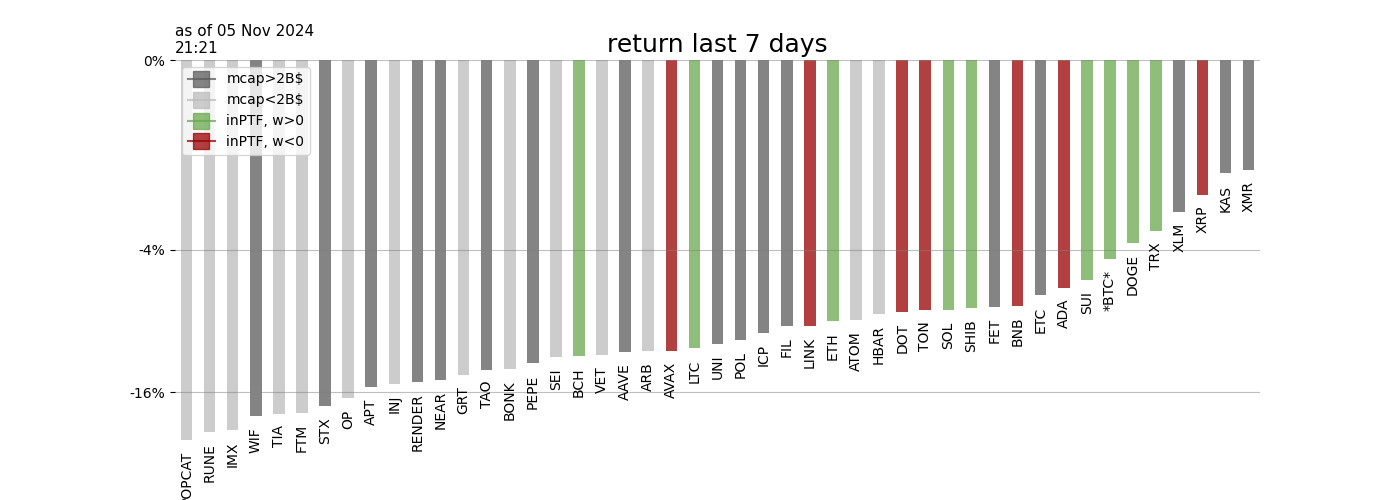 as of 05 Nov 2024
21:21
return last 7 days
0%
-4%
-16%
mcap>2B$
mcap<2B$
inPTF, w>0
inPTF, w<0
OPCAT
RUNE
IMX
WIF
TIA
FTM
STX
OP
APT
INJ
RENDER
NEAR
GRT
TAO
BONK
PEPE
SEI
BCH
VET
AAVE
ARB
AVAX
LTC
UNI
POL
ICP
FIL
LINK
ETH
ATOM
HBAR
DOT
TON
SOL
SHIB
FET
BNB
ETC
ADA
SUI
*BTC*
DOGE
TRX
XLM
XRP
KAS
XMR